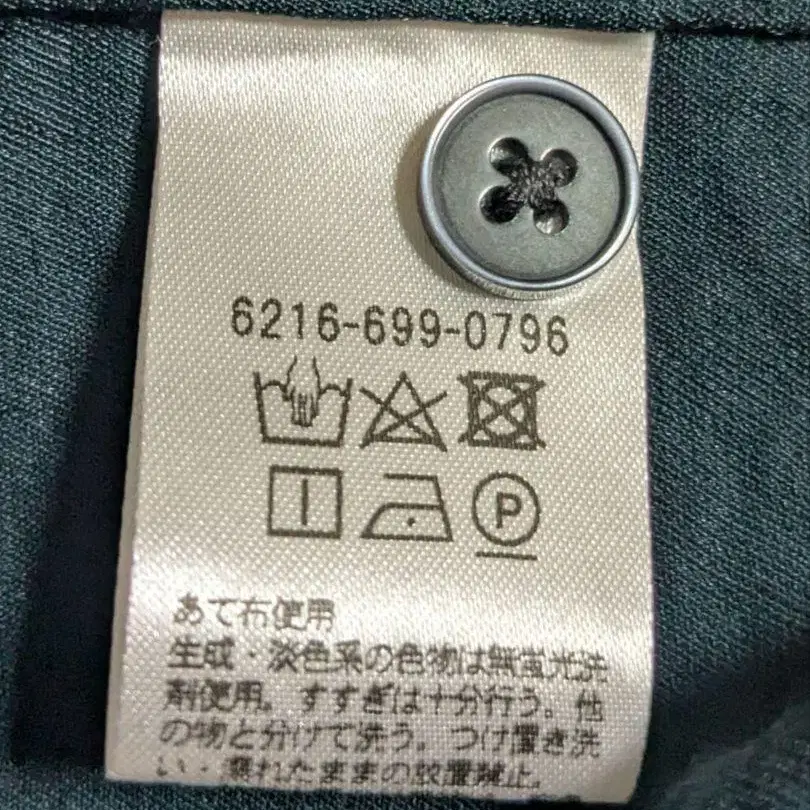 6216-699-0796
P
あて布使用
生成・淡色系の色物は無蛍光洗
剤使用。すすぎは十分行う。他
の物と分けて洗う。つけ置き洗
い・濡れたままの放置禁止。